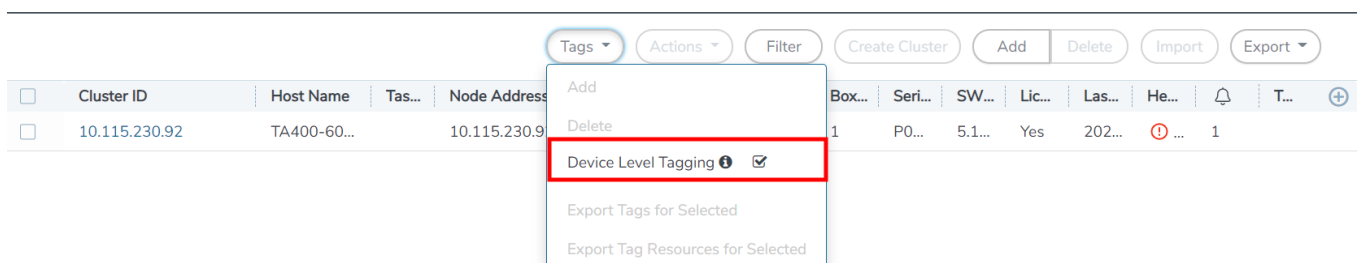 Tags Actions Filter Create Cluster Add Delete Import Export
Cluster ID Host Name Tas... Node Address Box... Seri... SW... Lic... Las... He... T...
10.115.230.92 TA400-60... 10.115.230.9 1 P0... 5.1... Yes 202... ... 1
Add
Delete
Device Level Tagging
Export Tags for Selected
Export Tag Resources for Selected